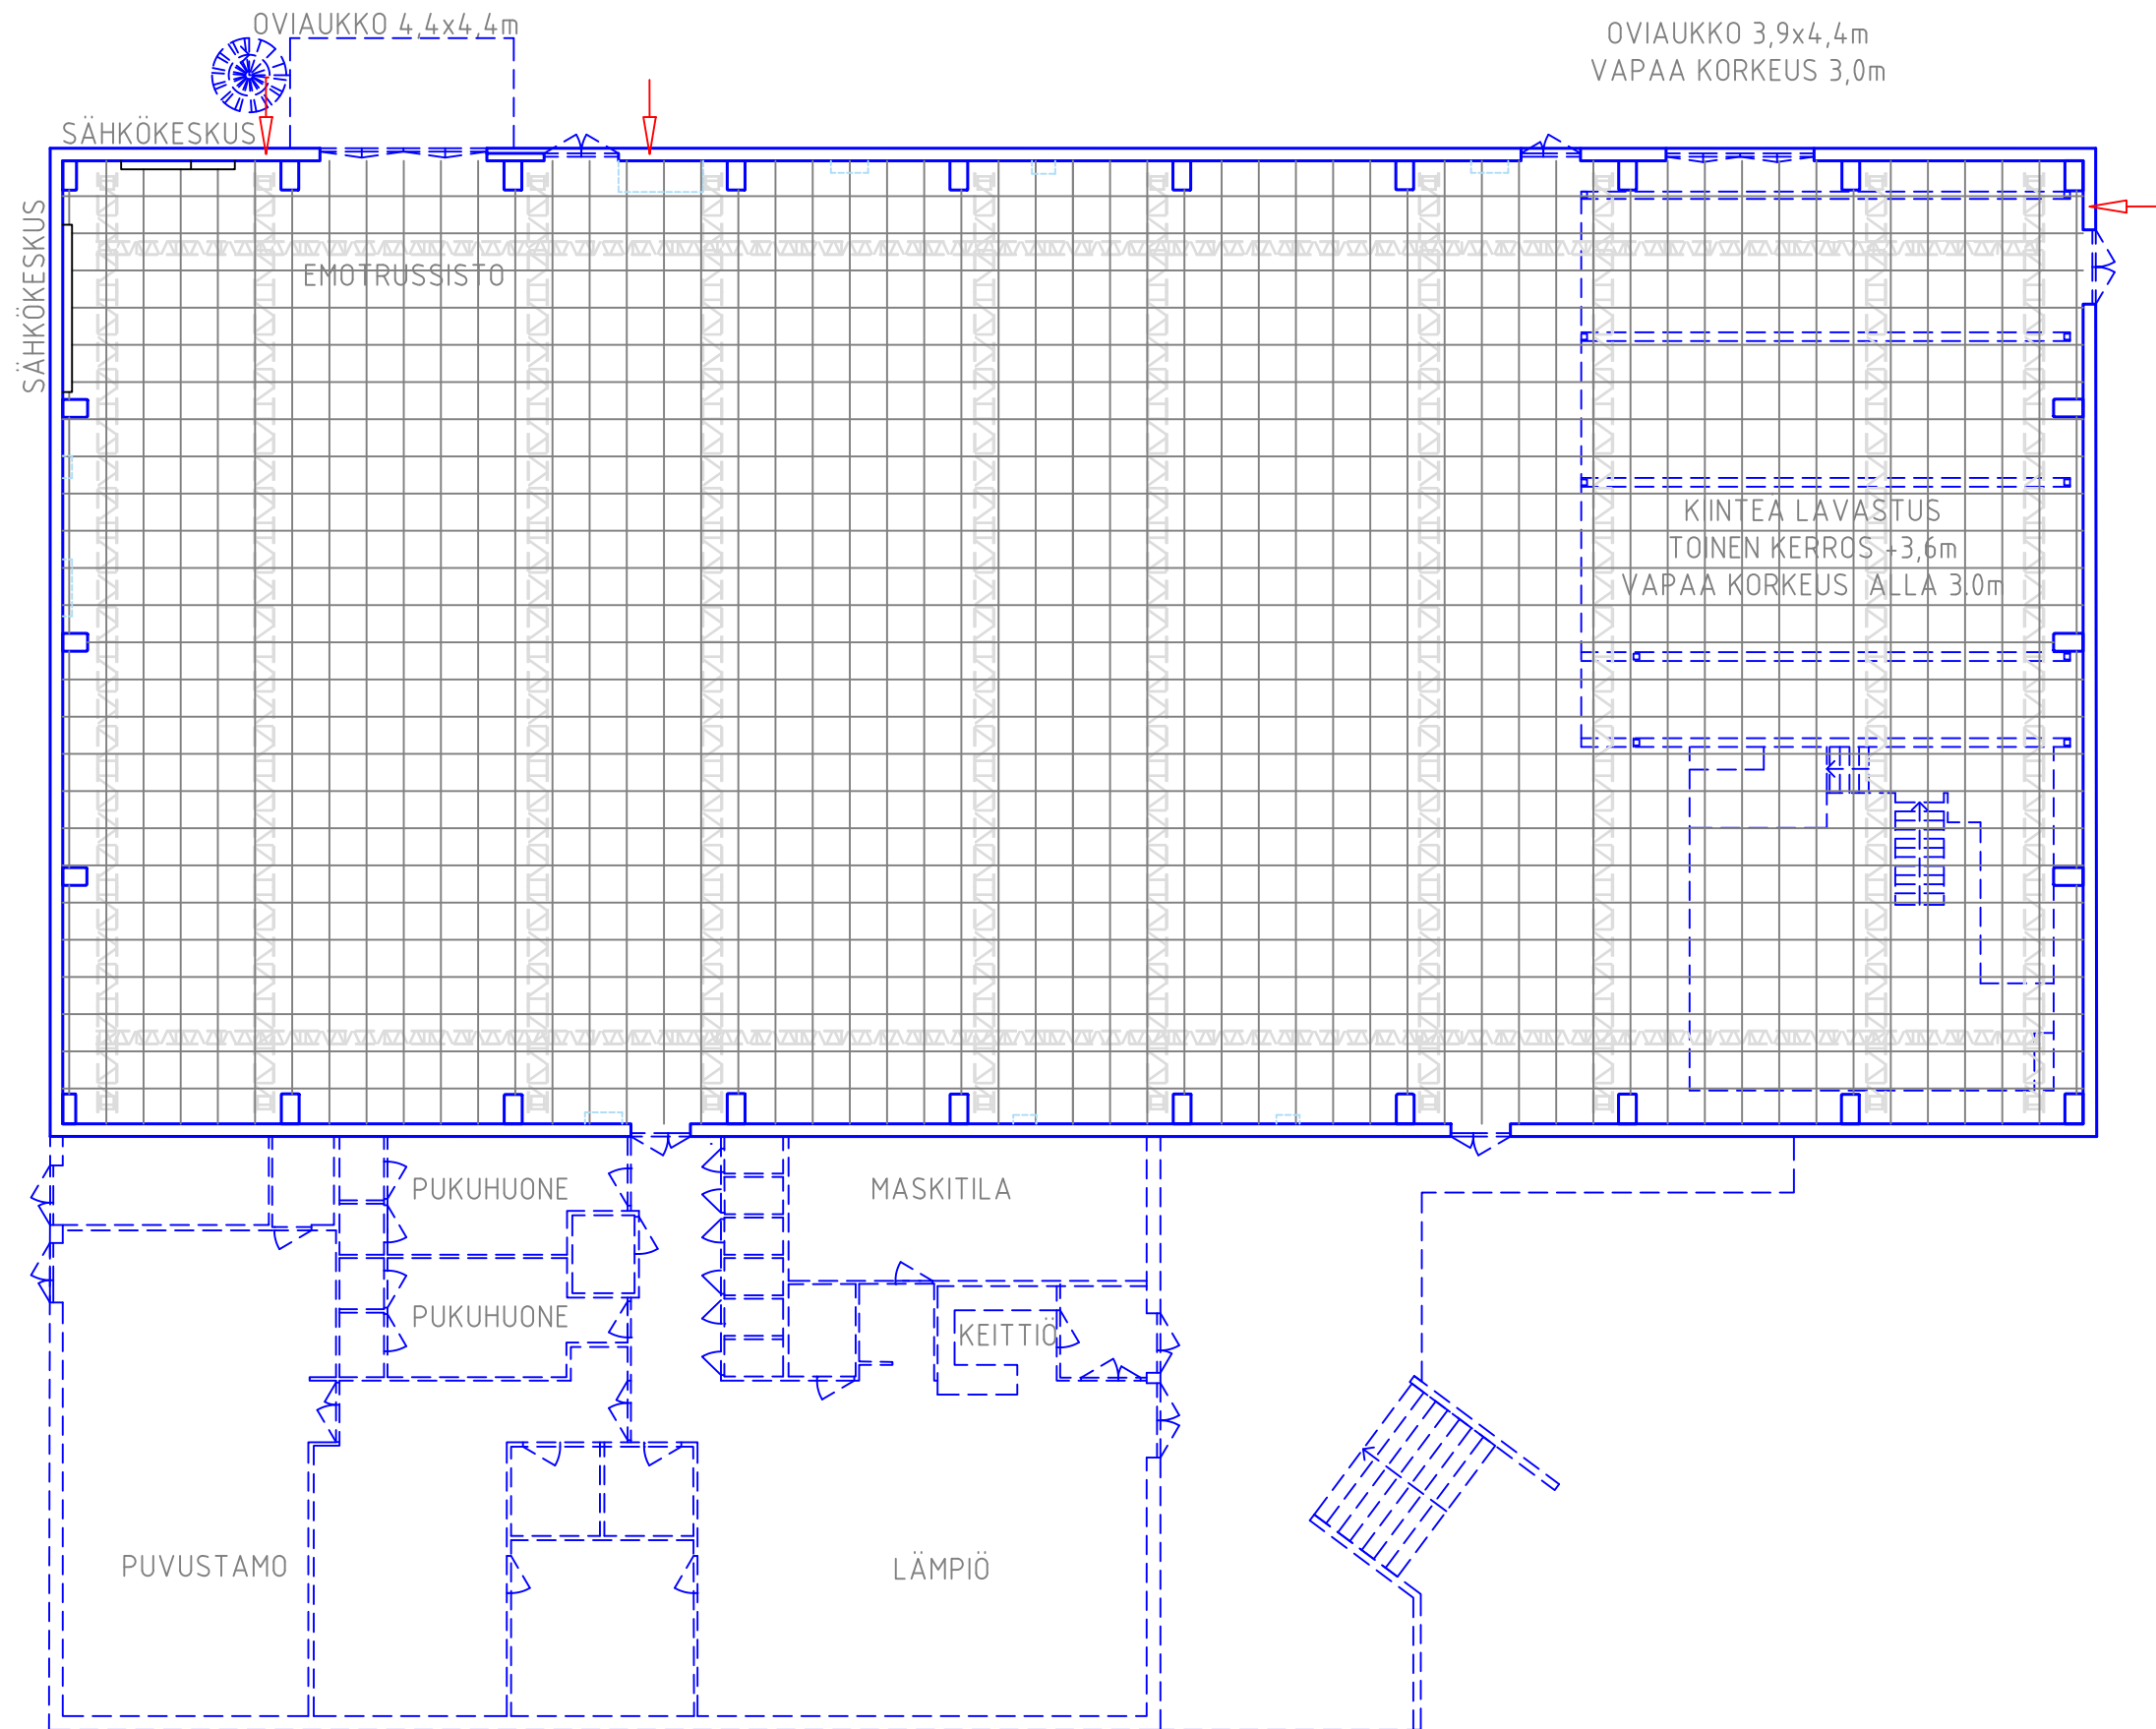 OVIAUKKO 4,4x4,4m
OVIAUKKO 3,9x4,4m
VAPAA KORKEUS 3,0m
SÄHKÖKESKUS
SÄHKÖKESKUS
EMOTRUSSISTO
KIINTEÄ LAVASTUS
TOINEN KERROS +3,6m
VAPAA KORKEUS ALLA 3.0m
PUKUHUONE
MASKITILA
PUKUHUONE
KEITTIÖ
PUVUSTAMO
LÄMPIÖ